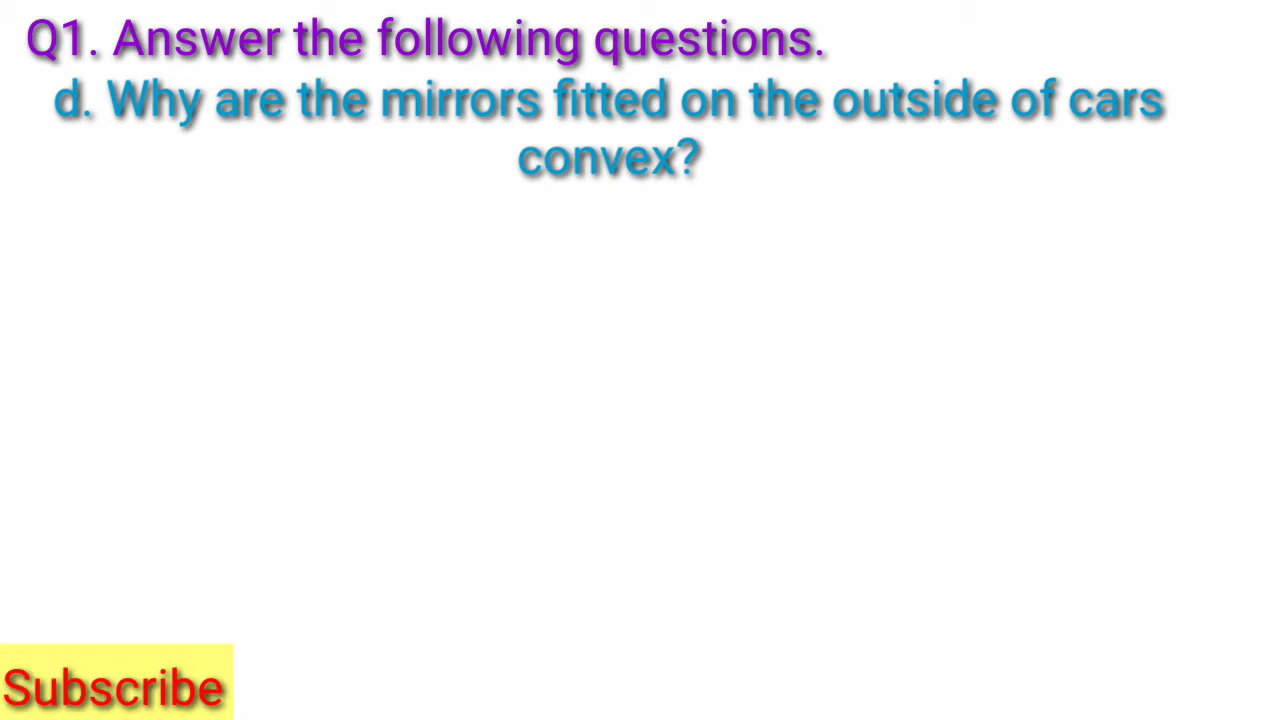 Q1. Answer the following questions.
d. Why are the mirrors fitted on the outside of cars
convex?
Subscribe